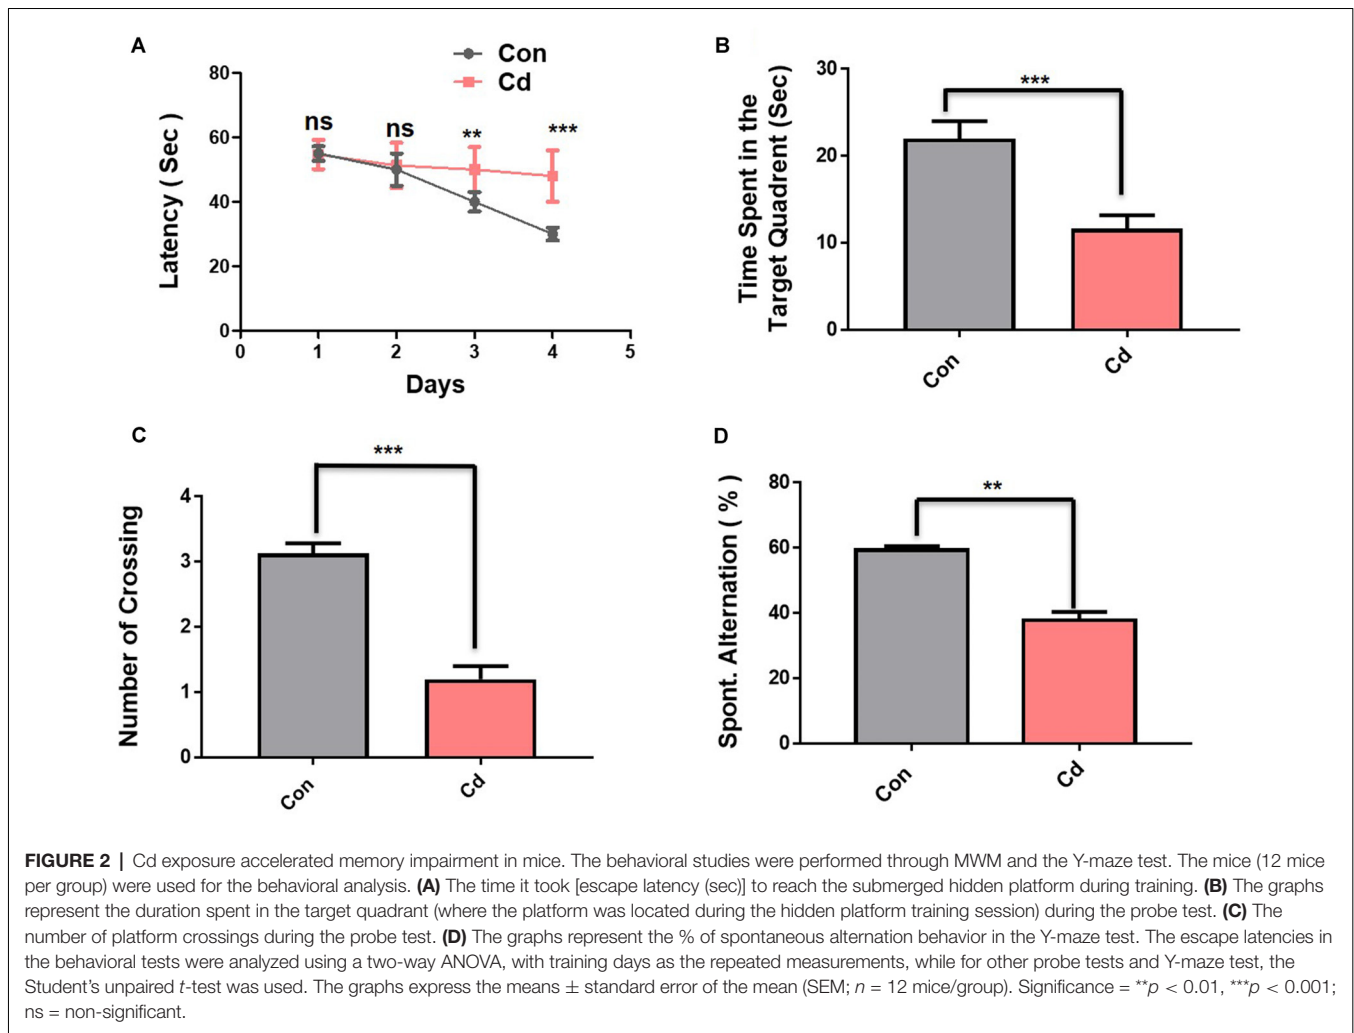 A
Con
Cd
80
60
40
20
0
ns
ns
**
***
0 1 2 3 4 5
Latency ( Sec )
Days
B
***
30
20
10
0
Time Spent in the
Target Quadrent (Sec)
Con
Cd
C
***
4
3
2
1
0
Number of Crossing
Con
Cd
D
**
80
60
40
20
0
Spont. Alternation ( % )
Con
Cd
FIGURE 2 | Cd exposure accelerated memory impairment in mice. The behavioral studies were performed through MWM and the Y-maze test. The mice (12 mice
per group) were used for the behavioral analysis. (A) The time it took [escape latency (sec)] to reach the submerged hidden platform during training. (B) The graphs
represent the duration spent in the target quadrant (where the platform was located during the hidden platform training session) during the probe test. (C) The
number of platform crossings during the probe test. (D) The graphs represent the % of spontaneous alternation behavior in the Y-maze test. The escape latencies in
the behavioral tests were analyzed using a two-way ANOVA, with training days as the repeated measurements, while for other probe tests and Y-maze test, the
Student's unpaired t-test was used. The graphs express the means ± standard error of the mean (SEM; n = 12 mice/group). Significance = **p < 0.01, ***p < 0.001;
ns = non-significant.